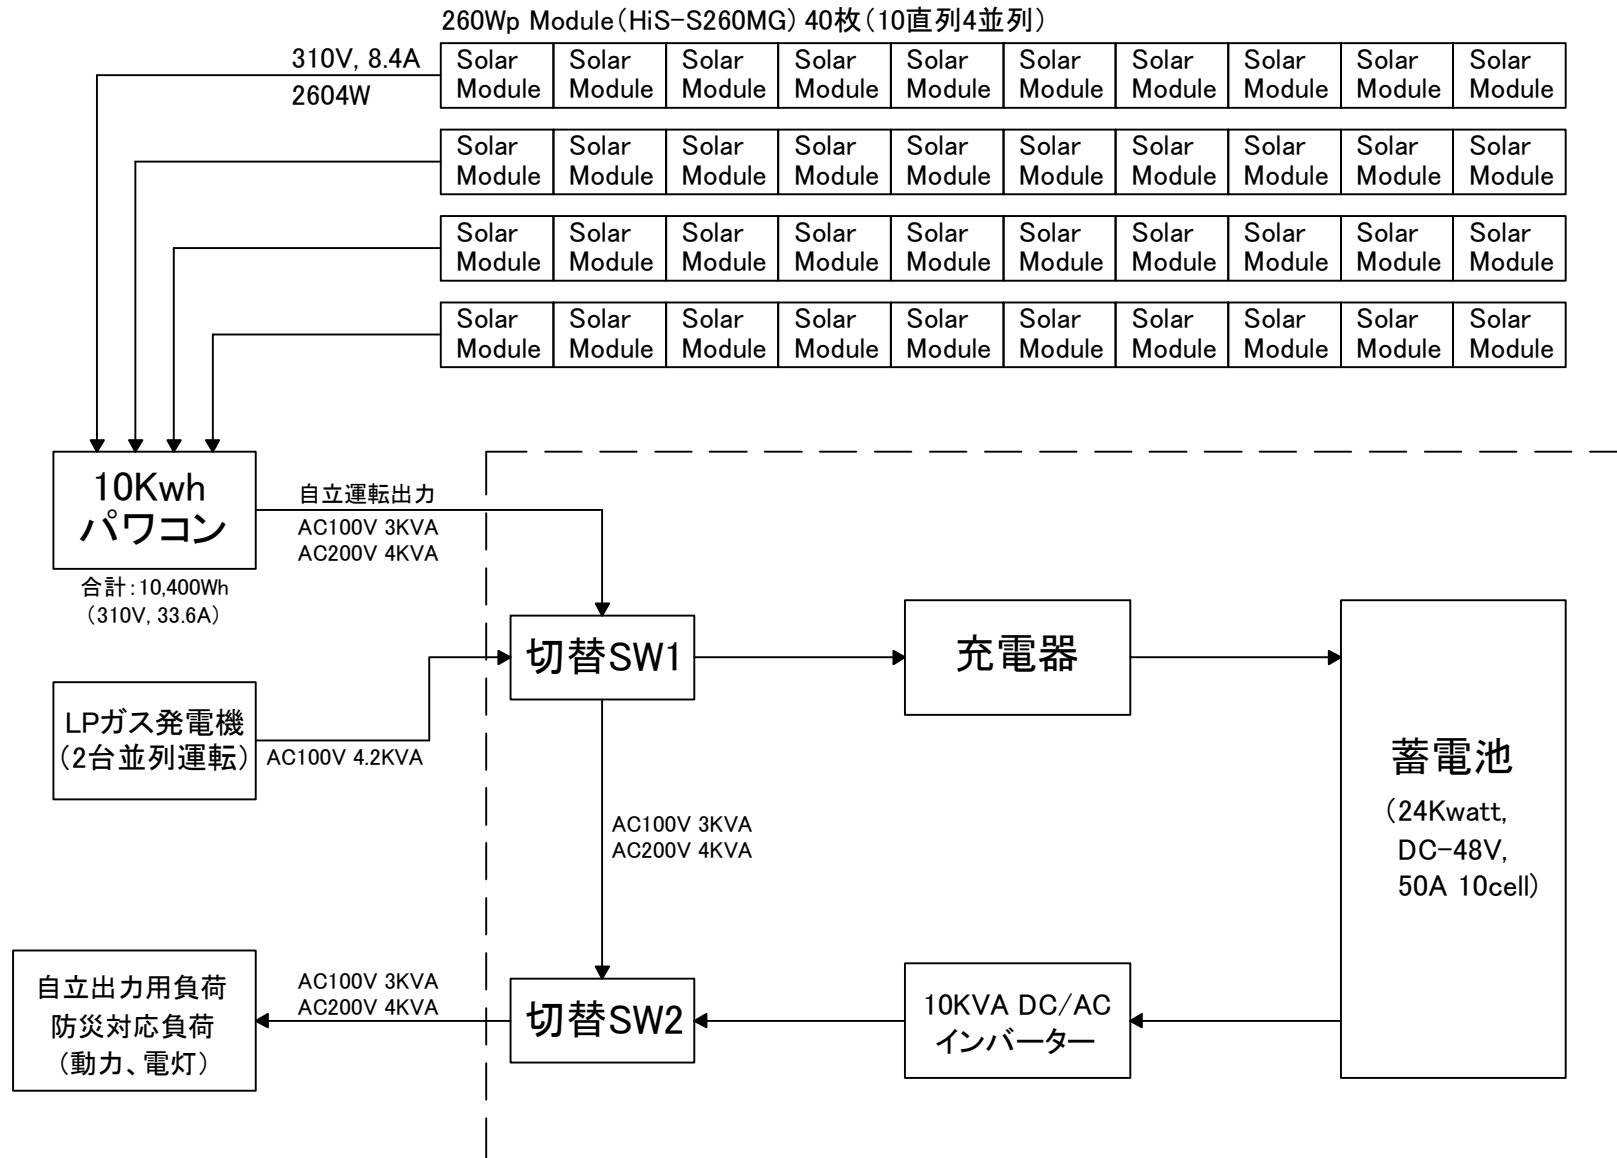 260Wp Module(HiS-S260MG) 40枚(10直列4並列)
310V, 8.4A
2604W
Solar Solar Solar Solar Solar Solar Solar Solar Solar Solar
Module Module Module Module Module Module Module Module Module Module
Solar Solar Solar Solar Solar Solar Solar Solar Solar Solar
Module Module Module Module Module Module Module Module Module Module
Solar Solar Solar Solar Solar Solar Solar Solar Solar Solar
Module Module Module Module Module Module Module Module Module Module
Solar Solar Solar Solar Solar Solar Solar Solar Solar Solar
Module Module Module Module Module Module Module Module Module Module
10Kwh
パワコン
合計:10,400Wh
(310V, 33.6A)
自立運転出力
AC100V 3KVA
AC200V 4KVA
切替SW1
充電器
LPガス発電機
(2台並列運転)
AC100V 4.2KVA
蓄電池
(24Kwatt,
DC-48V,
50A 10cell)
AC100V 3KVA
AC200V 4KVA
自立出力用負荷
防災対応負荷
(動力、電灯)
AC100V 3KVA
AC200V 4KVA
切替SW2
10KVA DC/AC
インバーター